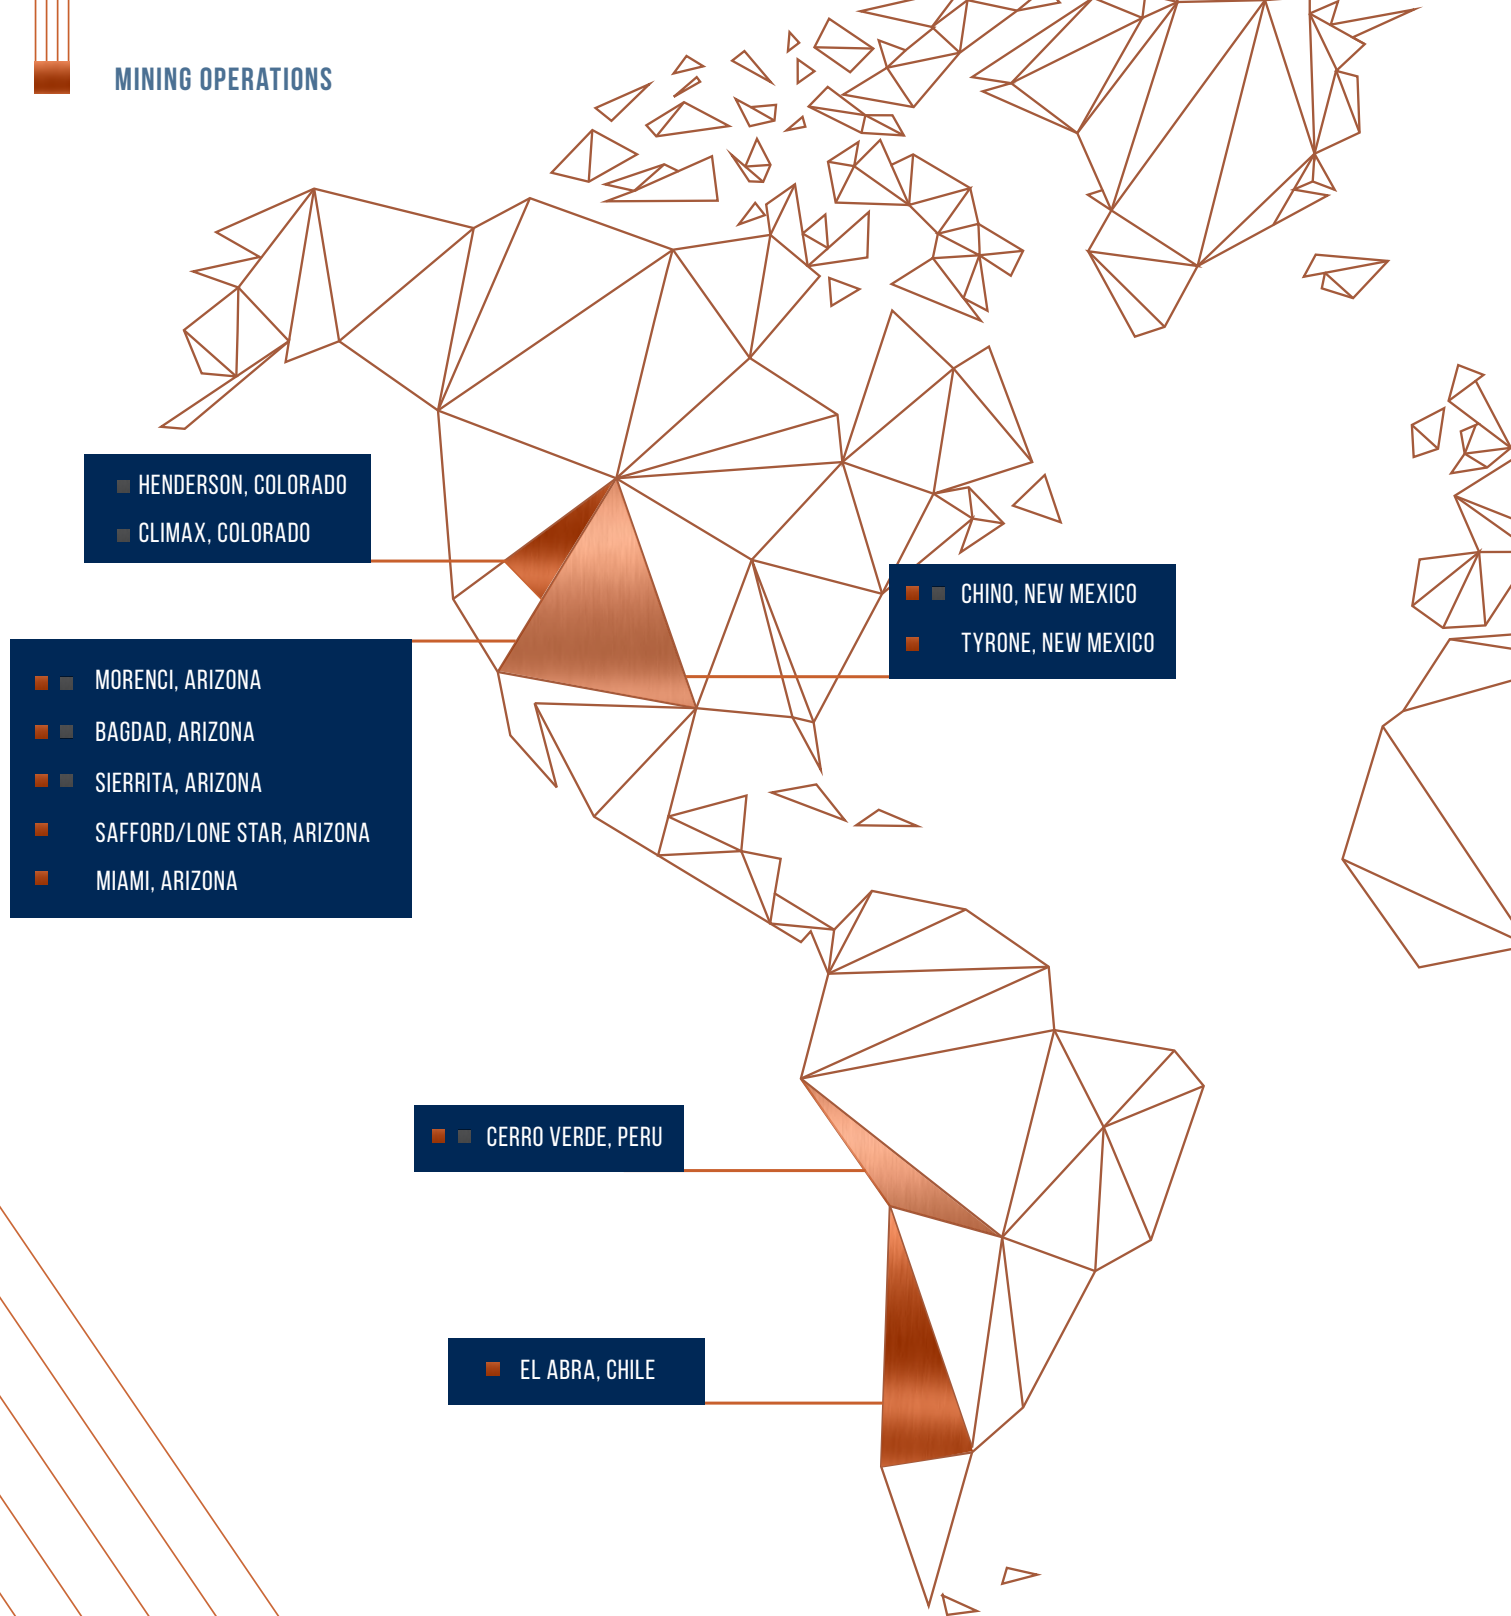 MINING OPERATIONS
HENDERSON, COLORADO
CLIMAX, COLORADO
CHINO, NEW MEXICO
TYRONE, NEW MEXICO
MORENCI, ARIZONA
BAGDAD, ARIZONA
SIERRITA, ARIZONA
SAFFORD/LONE STAR, ARIZONA
MIAMI, ARIZONA
CERRO VERDE, PERU
EL ABRA, CHILE